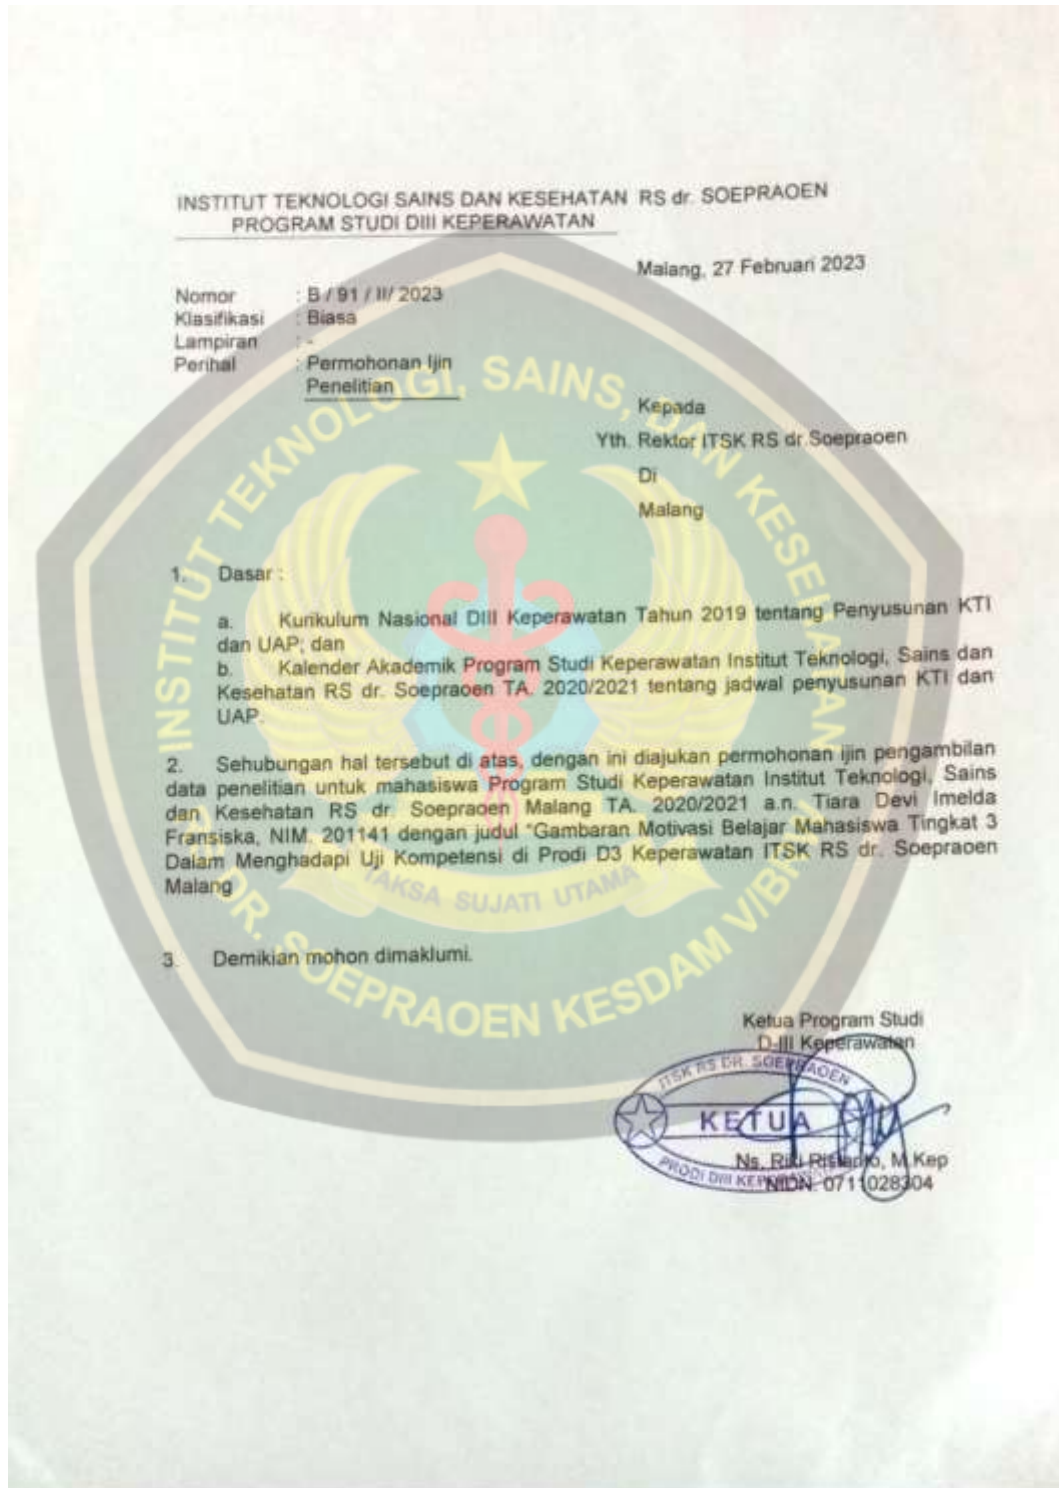 INSTITUT TEKNOLOGI SAINS DAN KESEHATAN RS dr. SOEPRAOEN
PROGRAM STUDI DIII KEPERAWATAN
Malang, 27 Februari 2023
Nomor : B / 91 / II/ 2023
Klasifikasi : Biasa
Lampiran : -
Perihal : Permohonan Ijin
Penelitian
Kepada
Yth. Rektor ITSK RS dr.Soepraoen
Di
Malang
1. Dasar :
a. Kurikulum Nasional DIII Keperawatan Tahun 2019 tentang Penyusunan KTI
dan UAP; dan
b. Kalender Akademik Program Studi Keperawatan Institut Teknologi, Sains dan
Kesehatan RS dr. Soepraoen TA. 2020/2021 tentang jadwal penyusunan KTI dan
UAP.
2. Sehubungan hal tersebut di atas, dengan ini diajukan permohonan ijin pengambilan
data penelitian untuk mahasiswa Program Studi Keperawatan Institut Teknologi, Sains
dan Kesehatan RS dr. Soepraoen Malang TA. 2020/2021 a.n. Tiara Devi Imelda
Fransiska, NIM. 201141 dengan judul "Gambaran Motivasi Belajar Mahasiswa Tingkat 3
Dalam Menghadapi Uji Kompetensi di Prodi D3 Keperawatan ITSK RS dr. Soepraoen
Malang
3. Demikian mohon dimaklumi.
Ketua Program Studi
D-III Keperawatan
ITSK RS DR. SOEPRAOEN
KETUA
PRODI DIII KEPERAWATAN
Ns. M.Kep
NIDN. 0711028304
INSTITUT TEKNOLOGI, SAINS, DAN KESEHATAN
TAKSA SUJATI UTAMA
DR. SOEPRAOEN KESDAM